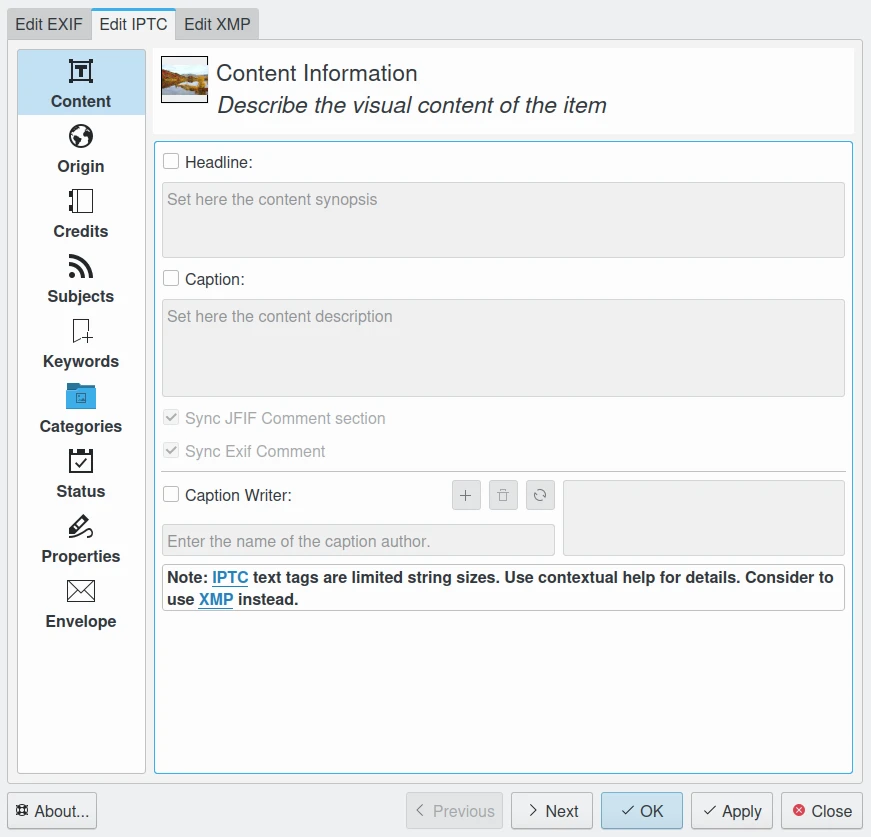 Edit EXIF Edit IPTC Edit XMP
Content
Origin
Credits
Subjects
Keywords
Categories
Status
Properties
Envelope
Content Information
Describe the visual content of the item
Headline:
Set here the content synopsis
Caption:
Set here the content description
Sync JFIF Comment section
Sync Exif Comment
Caption Writer:
Enter the name of the caption author.
Note: IPTC text tags are limited string sizes. Use contextual help for details. Consider to
use XMP instead.
About... Previous Next OK Apply Close